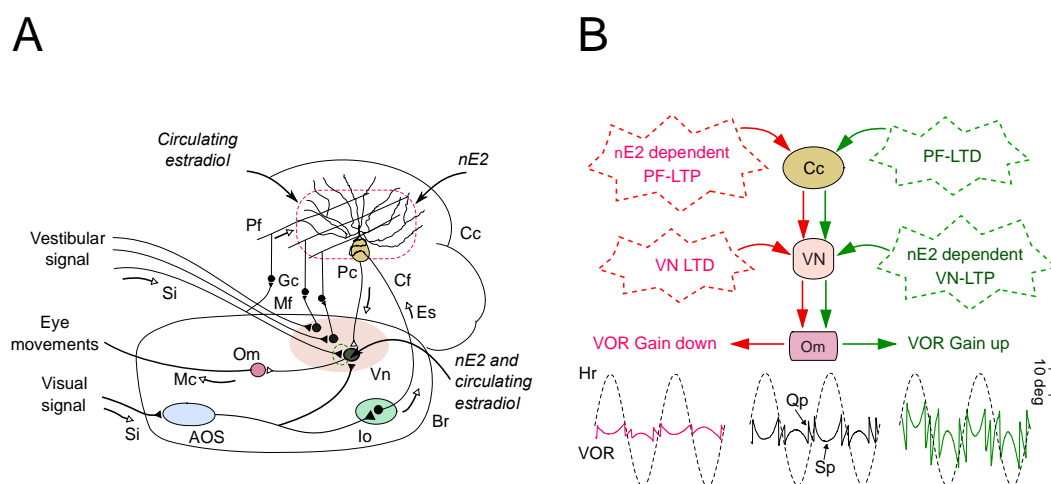 A
Circulating
estradiol
nE2
Pf
Cc
Vestibular
signal
Pc
Gc
Cf
Si
Mf
Es
Eye
movements
Om
Vn
nE2 and
circulating
estradiol
Mc
Visual
signal
Si
AOS
Io
Br
B
nE2 dependent
PF-LTP
Cc
PF-LTD
VN LTD
VN
nE2 dependent
VN-LTP
VOR Gain down
Om
VOR Gain up
Hr
Qp
10 deg
VOR
Sp